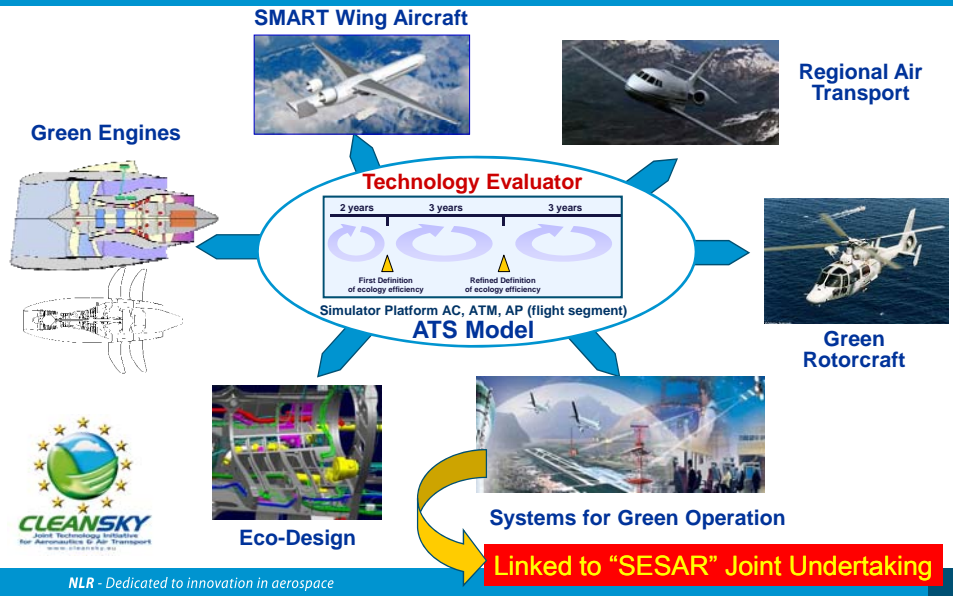 SMART Wing Aircraft
Regional Air
Transport
Green Engines
Technology Evaluator
2 years
3 years
3 years
First Definition
of ecology efficiency
Refined Definition
of ecology efficiency
Simulator Platform AC, ATM, AP (flight segment)
ATS Model
Green
Rotorcraft
Eco-Design
Systems for Green Operation
CLEANSKY
Joint Technology Initiative
for Aeronautics & Air Transport
www.cleansky.eu
Linked to “SESAR” Joint Undertaking
NLR - Dedicated to innovation in aerospace